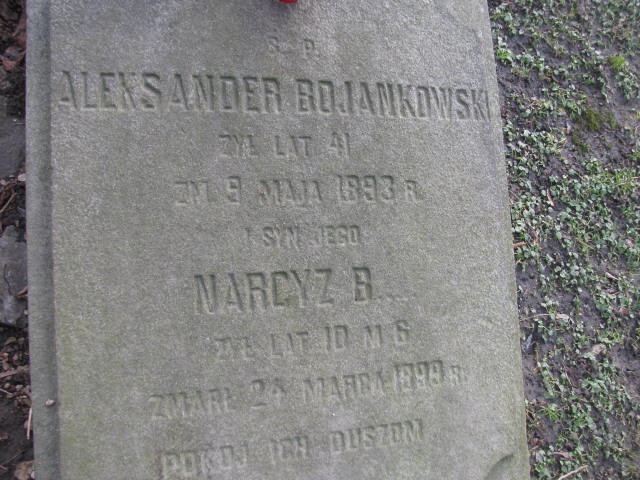 Ś. P.
ALEKSANDER BOJANKOWSKI
ŻYŁ LAT 41
ZM. 9 MAJA 1893 R.
I SYN JEGO
NARCYZ B....
ŻYŁ LAT 10 M 6
ZMARŁ 24 MARCA 1899 R.
POKÓJ ICH DUSZOM